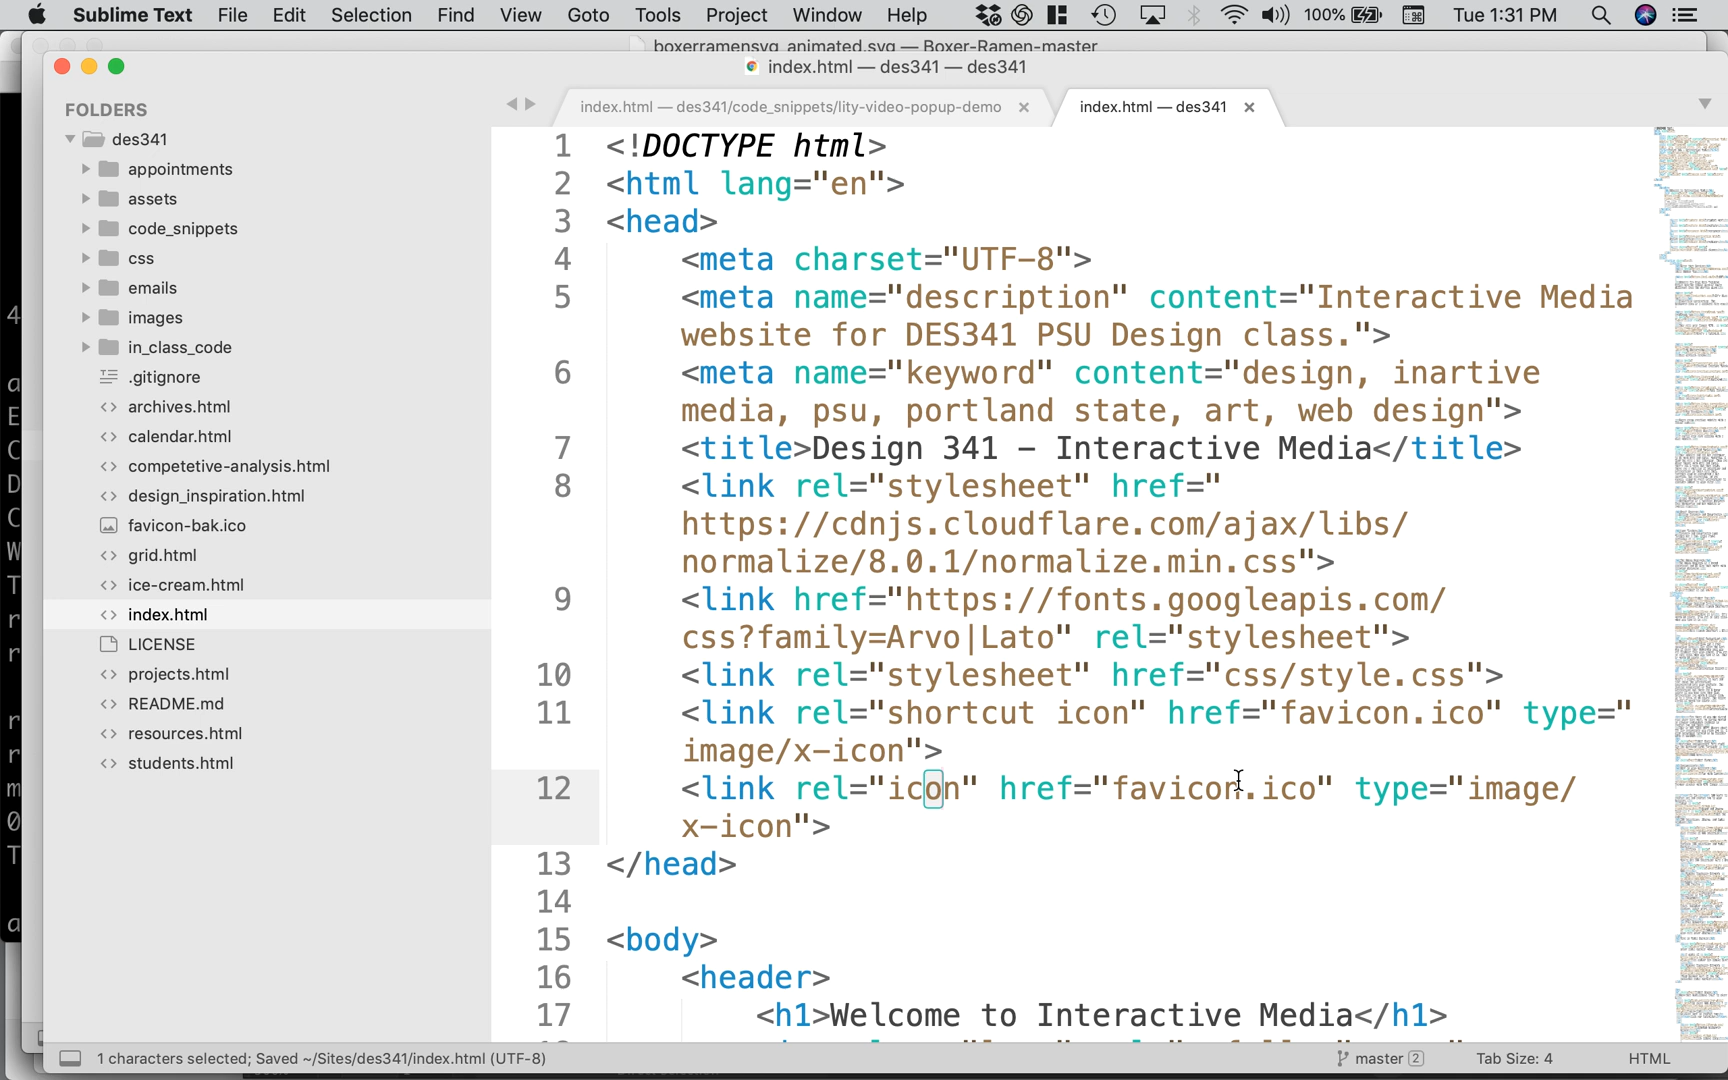 Sublime Text File Edit Selection Find View Goto Tools Project Window Help 100% Tue 1:31 PM
boxerramensvg_animated.svg — Boxer-Ramen-master
index.html — des341 — des341
FOLDERS
des341
appointments
assets
code_snippets
css
emails
images
in_class_code
.gitignore
archives.html
calendar.html
competetive-analysis.html
design_inspiration.html
favicon-bak.ico
grid.html
ice-cream.html
index.html
LICENSE
projects.html
README.md
resources.html
students.html
index.html — des341/code_snippets/lity-video-popup-demo × index.html — des341 ×
1 <!DOCTYPE html>
2 <html lang="en">
3 <head>
4 <meta charset="UTF-8">
5 <meta name="description" content="Interactive Media
website for DES341 PSU Design class.">
6 <meta name="keyword" content="design, inartive
media, psu, portland state, art, web design">
7 <title>Design 341 – Interactive Media</title>
8 <link rel="stylesheet" href="
https://cdnjs.cloudflare.com/ajax/libs/
normalize/8.0.1/normalize.min.css">
9 <link href="https://fonts.googleapis.com/
css?family=Arvo|Lato" rel="stylesheet">
10 <link rel="stylesheet" href="css/style.css">
11 <link rel="shortcut icon" href="favicon.ico" type="
image/x-icon">
12 <link rel="icon" href="favicon.ico" type="image/
x-icon">
13 </head>
14
15 <body>
16 <header>
17 <h1>Welcome to Interactive Media</h1>
1 characters selected; Saved ~/Sites/des341/index.html (UTF-8) master 2 Tab Size: 4 HTML